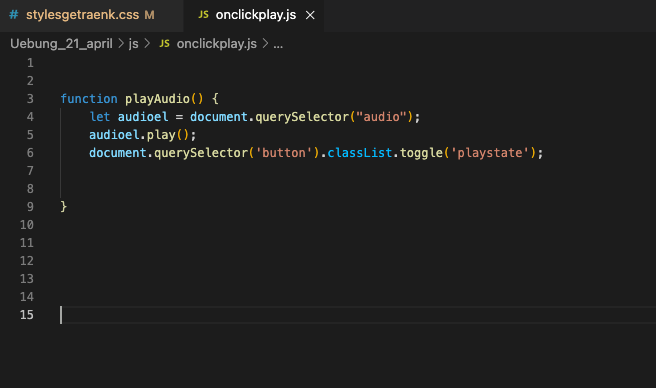 # stylesgetraenk.css M JS onclickplay.js ×
Uebung_21_april > js > JS onclickplay.js > ...
1
2
3 function playAudio() {
4 let audioel = document.querySelector("audio");
5 audioel.play();
6 document.querySelector('button').classList.toggle('playstate');
7
8
9 }
10
11
12
13
14
15